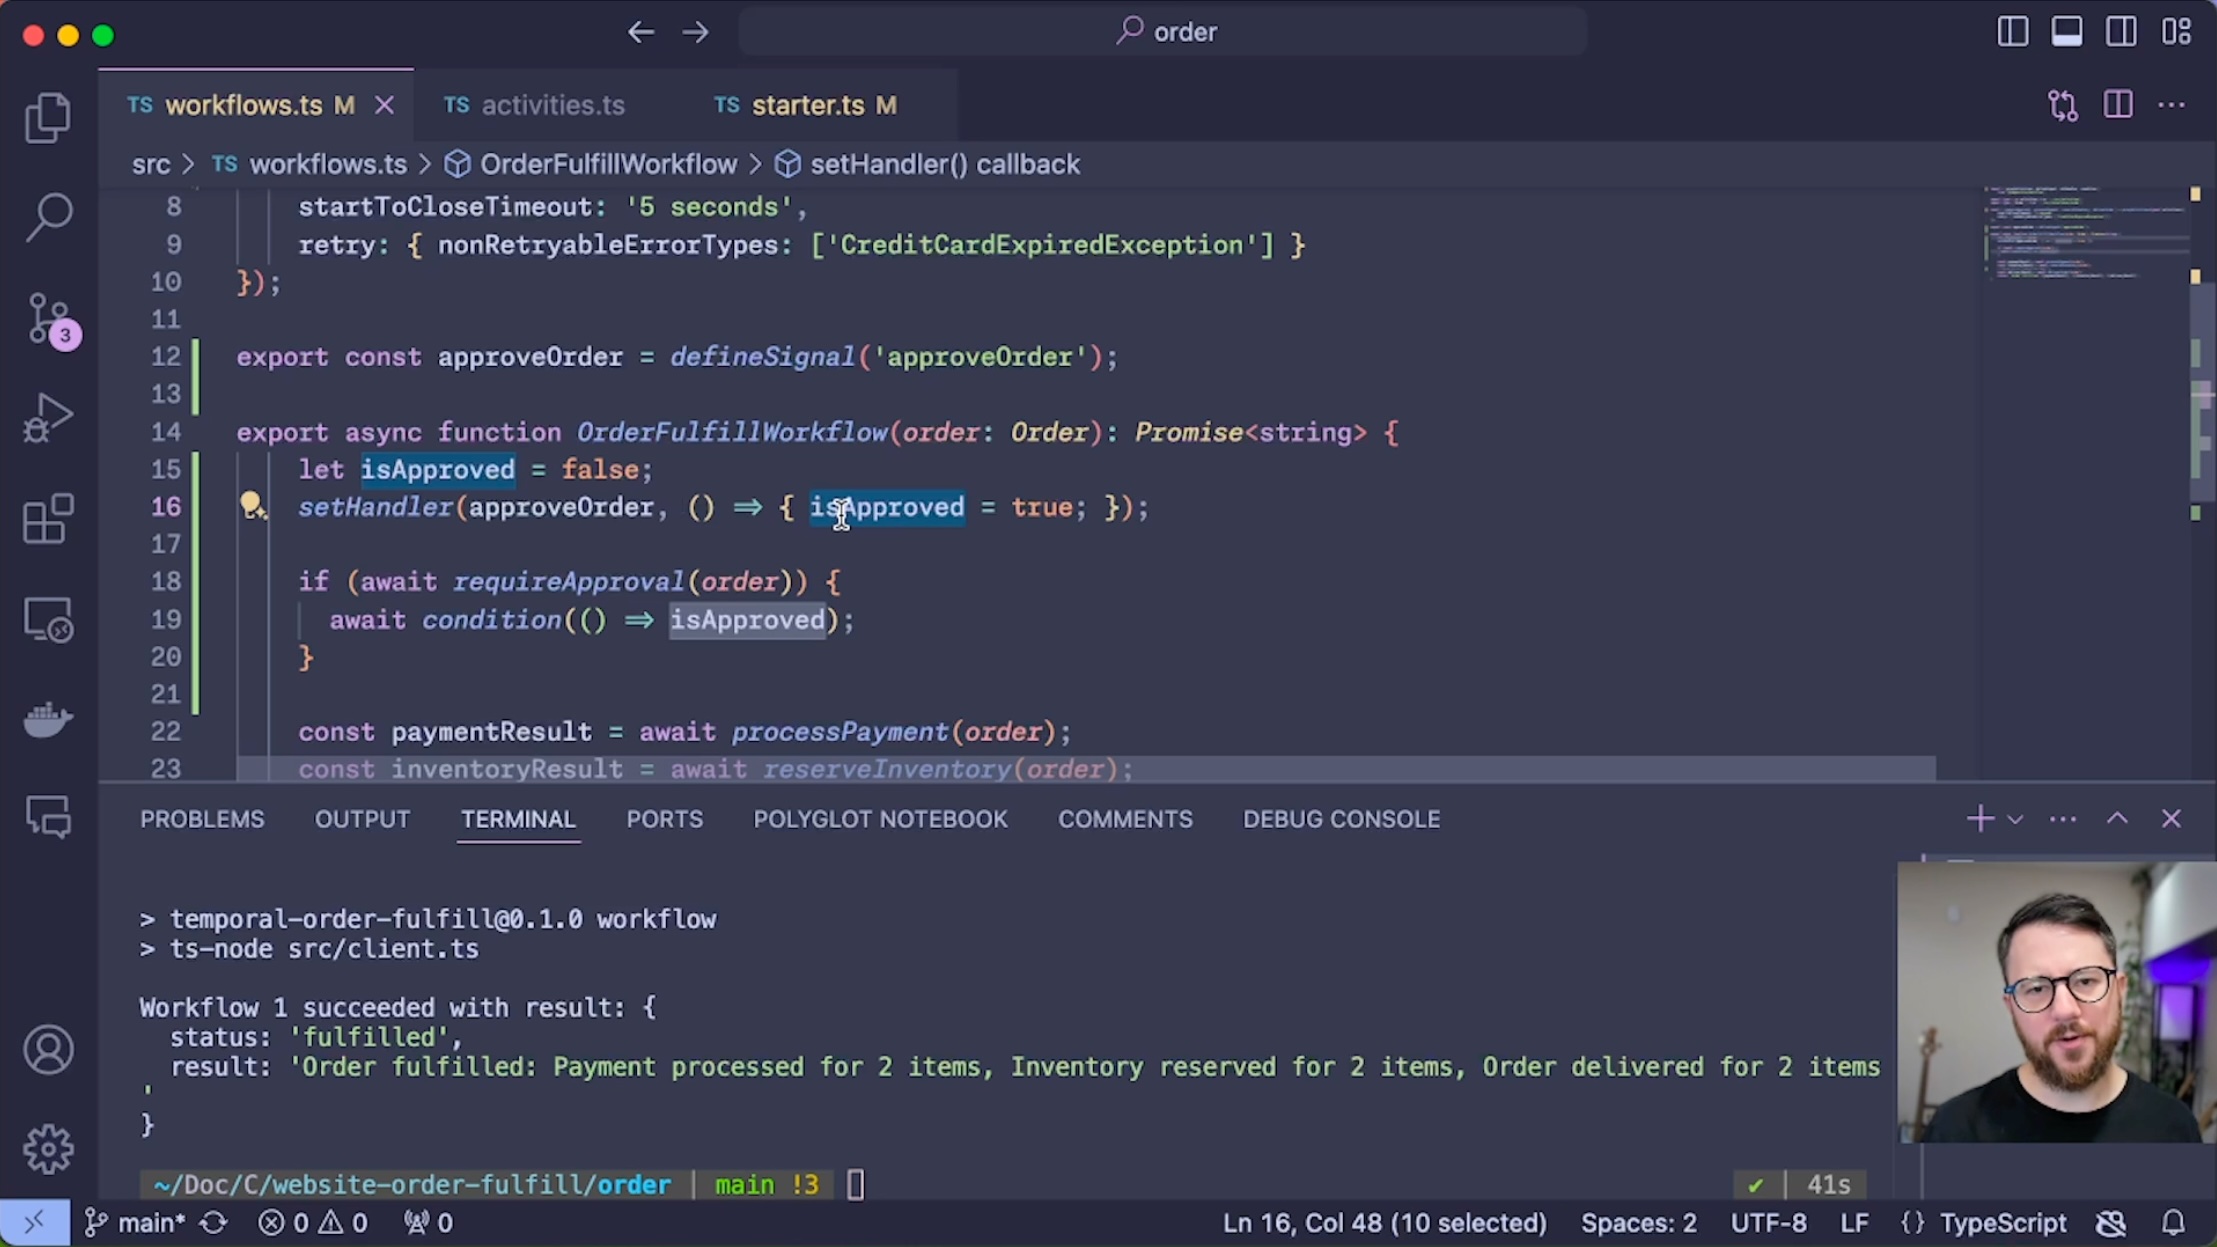 order
TS workflows.ts M
TS activities.ts
TS starter.ts M
src > TS workflows.ts > OrderFulfillWorkflow > setHandler() callback
8 startToCloseTimeout: '5 seconds',
9 retry: { nonRetryableErrorTypes: ['CreditCardExpiredException'] }
10 });
11
12 export const approveOrder = defineSignal('approveOrder');
13
14 export async function OrderFulfillWorkflow(order: Order): Promise<string> {
15 let isApproved = false;
16 setHandler(approveOrder, () => { isApproved = true; });
17
18 if (await requireApproval(order)) {
19 await condition(() => isApproved);
20 }
21
22 const paymentResult = await processPayment(order);
23 const inventoryResult = await reserveInventory(order);
3
PROBLEMS OUTPUT TERMINAL PORTS POLYGLOT NOTEBOOK COMMENTS DEBUG CONSOLE
> temporal-order-fulfill@0.1.0 workflow
> ts-node src/client.ts
Workflow 1 succeeded with result: {
status: 'fulfilled',
result: 'Order fulfilled: Payment processed for 2 items, Inventory reserved for 2 items, Order delivered for 2 items
'
}
~/Doc/C/website-order-fulfill/order | main !3 ✔ | 41s
main* 0 0 0 Ln 16, Col 48 (10 selected) Spaces: 2 UTF-8 LF {} TypeScript